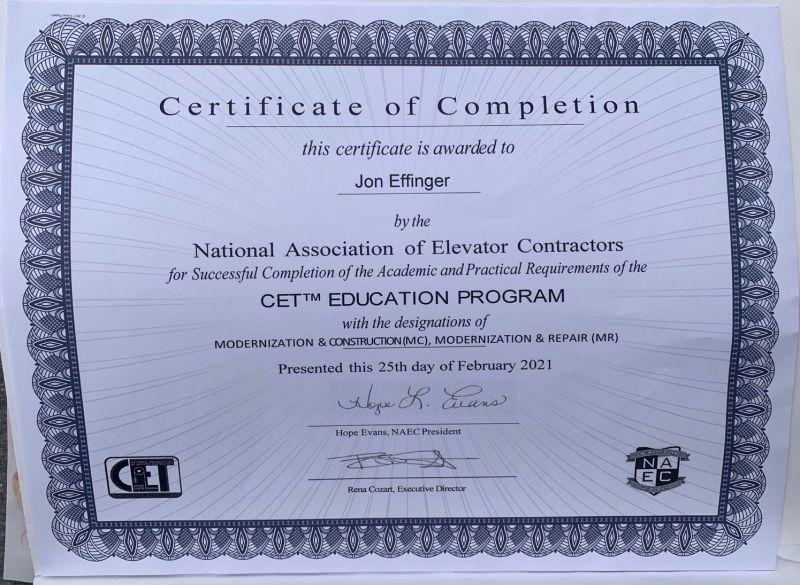 Certificate of Completion
this certificate is awarded to
Jon Effinger
by the
National Association of Elevator Contractors
for Successful Completion of the Academic and Practical Requirements of the
CET™ EDUCATION PROGRAM
with the designations of
MODERNIZATION & CONSTRUCTION (MC), MODERNIZATION & REPAIR (MR)
Presented this 25th day of February 2021
Hope L. Evans
Hope Evans, NAEC President
Rena Cozart, Executive Director
CET
NA
EC